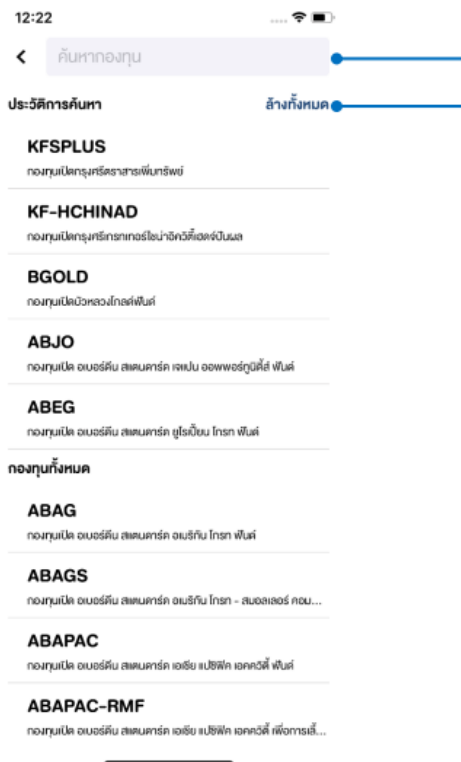 12:22
ค้นหากองทุน
ประวัติการค้นหา ล้างทั้งหมด
KFSPLUS
กองทุนเปิดกรุงศรีตราสารเพิ่มทรัพย์
KF-HCHINAD
กองทุนเปิดกรุงศรีเกรทเทอร์ไชน่าอิควิตี้เฮดจ์ปันผล
BGOLD
กองทุนเปิดบัวหลวงโกลด์ฟันด์
ABJO
กองทุนเปิด อเบอร์ดีน สแตนดาร์ด เจแปน ออพพอร์ทูนิตี้ส์ ฟันด์
ABEG
กองทุนเปิด อเบอร์ดีน สแตนดาร์ด ยูโรเปี้ยน โกรท ฟันด์
กองทุนทั้งหมด
ABAG
กองทุนเปิด อเบอร์ดีน สแตนดาร์ด อเมริกัน โกรท ฟันด์
ABAGS
กองทุนเปิด อเบอร์ดีน สแตนดาร์ด อเมริกัน โกรท - สมอลเลอร์ คอม...
ABAPAC
กองทุนเปิด อเบอร์ดีน สแตนดาร์ด เอเชีย แปซิฟิค เอคควิตี้ ฟันด์
ABAPAC-RMF
กองทุนเปิด อเบอร์ดีน สแตนดาร์ด เอเชีย แปซิฟิค เอคควิตี้ เพื่อการเลี้...